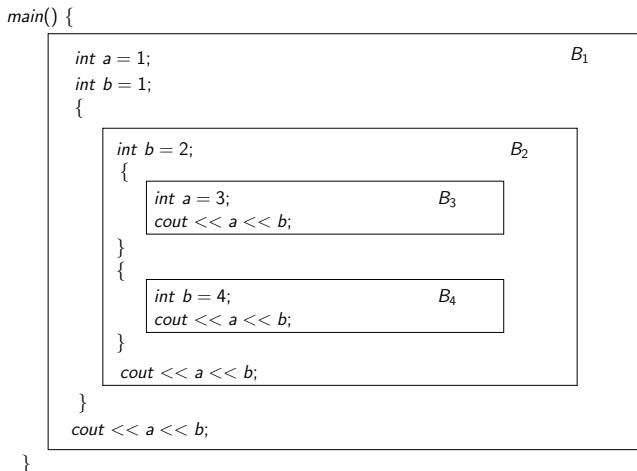 main() {
int a = 1; B1
int b = 1;
{
int b = 2; B2
{
int a = 3; B3
cout << a << b;
}
{
int b = 4; B4
cout << a << b;
}
cout << a << b;
}
cout << a << b;
}